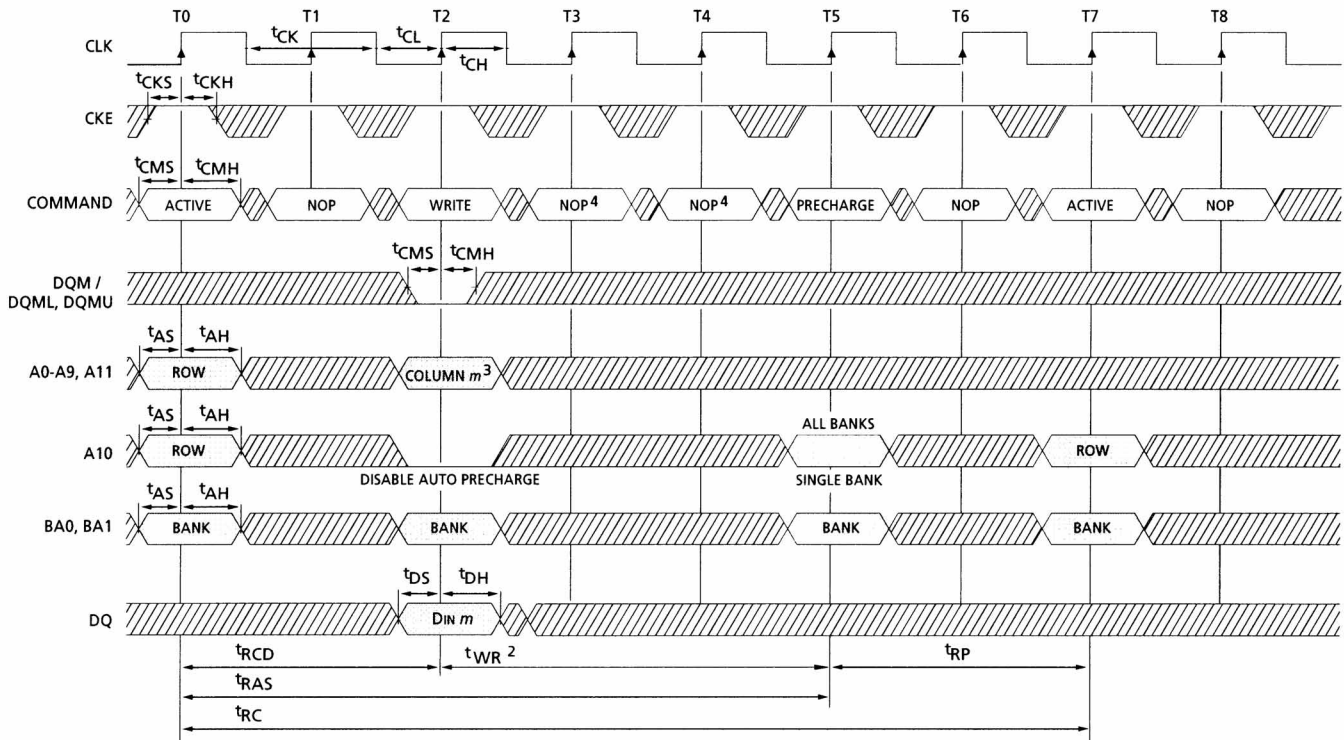 T0 T1 T2 T3 T4 T5 T6 T7 T8
CLK tCK tCL tCH
tCKS tCKH
CKE
tCMS tCMH
COMMAND ACTIVE NOP WRITE NOP4 NOP4 PRECHARGE NOP ACTIVE NOP
tCMS tCMH
DQM /
DQML, DQMU
tAS tAH
A0-A9, A11 ROW COLUMN m3
tAS tAH ALL BANKS
A10 ROW ROW
DISABLE AUTO PRECHARGE SINGLE BANK
tAS tAH
BA0, BA1 BANK BANK BANK BANK
tDS tDH
DQ DIN m
tRCD tWR 2 tRP
tRAS
tRC